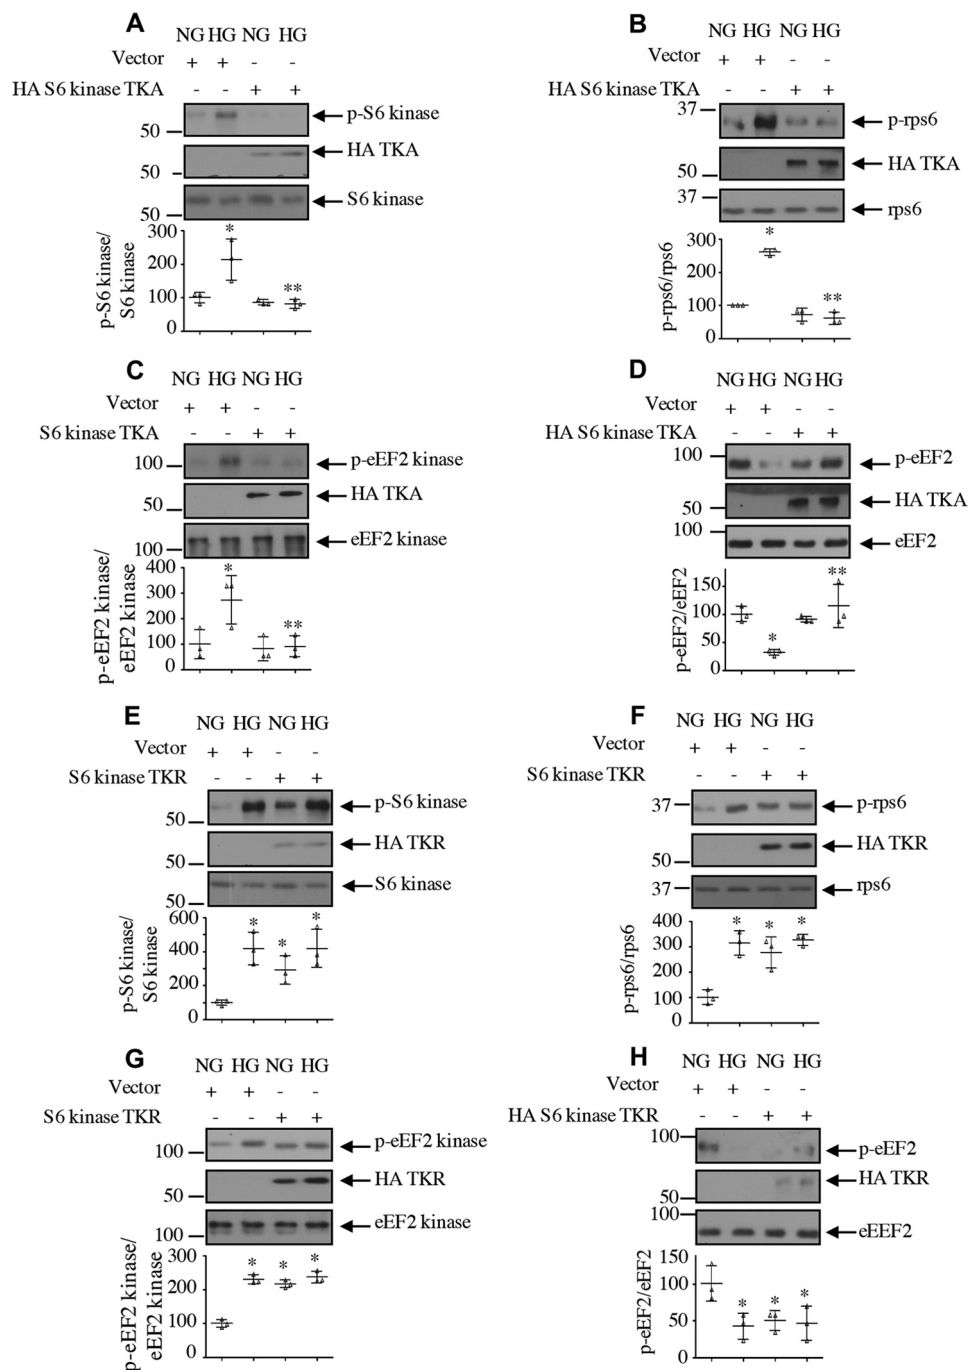 A
NG HG NG HG
Vector + + - -
HA S6 kinase TKA - - + +
p-S6 kinase
50
HA TKA
50
S6 kinase
50
p-S6 kinase/
S6 kinase
300
200
100
0
*
**
B
NG HG NG HG
Vector + + - -
HA S6 kinase TKA - - + +
37
p-rps6
HA TKA
50
37
rps6
p-rps6/rps6
300
200
100
0
*
**
C
NG HG NG HG
Vector + + - -
S6 kinase TKA - - + +
100
p-eEF2 kinase
50
HA TKA
eEF2 kinase
100
p-eEF2 kinase/
eEF2 kinase
400
300
200
100
0
*
**
D
NG HG NG HG
Vector + + - -
HA S6 kinase TKA - - + +
100
p-eEF2
HA TKA
50
100
eEF2
p-eEF2/eEF2
150
100
50
0
*
**
E
NG HG NG HG
Vector + + - -
S6 kinase TKR - - + +
p-S6 kinase
50
HA TKR
50
S6 kinase
50
p-S6 kinase/
S6 kinase
600
400
200
0
* * *
F
NG HG NG HG
Vector + + - -
S6 kinase TKR - - + +
37
p-rps6
HA TKR
50
37
rps6
p-rps6/rps6
400
300
200
100
0
* * *
G
NG HG NG HG
Vector + + - -
S6 kinase TKR - - + +
p-eEF2 kinase
100
HA TKR
50
eEF2 kinase
100
p-eEF2 kinase/
eEF2 kinase
300
200
100
0
* * *
H
NG HG NG HG
Vector + + - -
HA S6 kinase TKR - - + +
100
p-eEF2
HA TKR
50
100
eEEF2
p-eEF2/eEF2
150
100
50
0
* * *